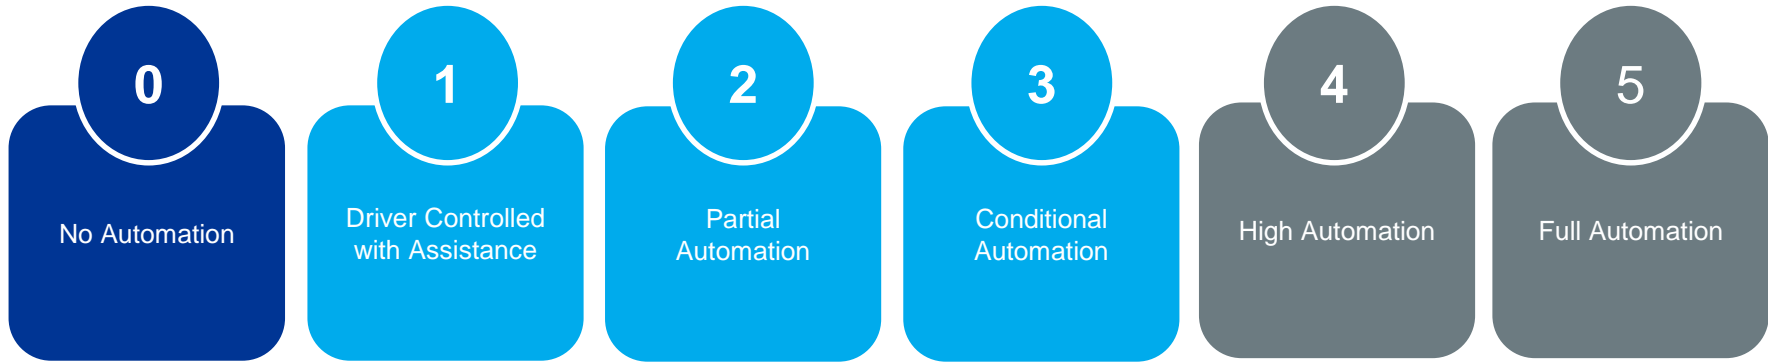 0
No Automation
1
Driver Controlled
with Assistance
2
Partial
Automation
3
Conditional
Automation
4
High Automation
5
Full Automation